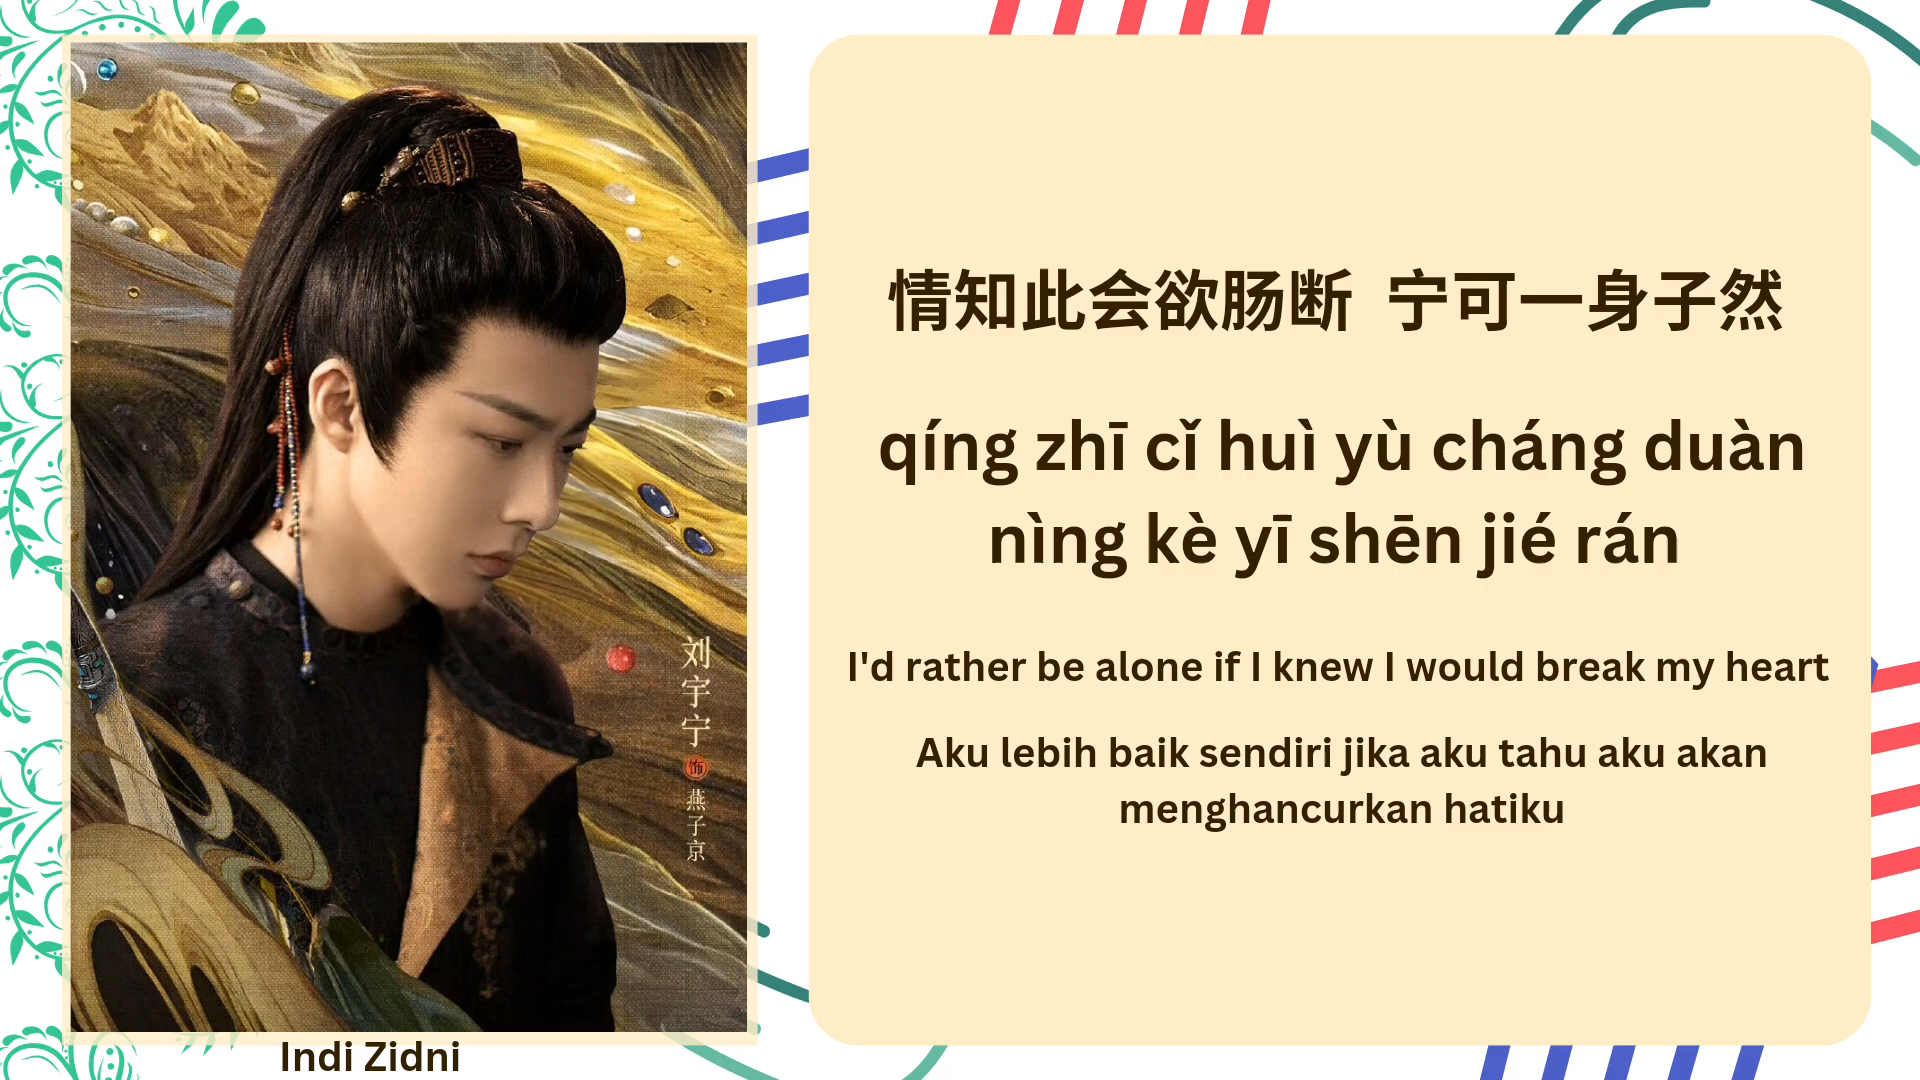 刘宇宁 饰 燕子京
Indi Zidni
情知此会欲肠断 宁可一身孑然
qíng zhī cǐ huì yù cháng duàn
nìng kè yī shēn jié rán
I'd rather be alone if I knew I would break my heart
Aku lebih baik sendiri jika aku tahu aku akan
menghancurkan hatiku